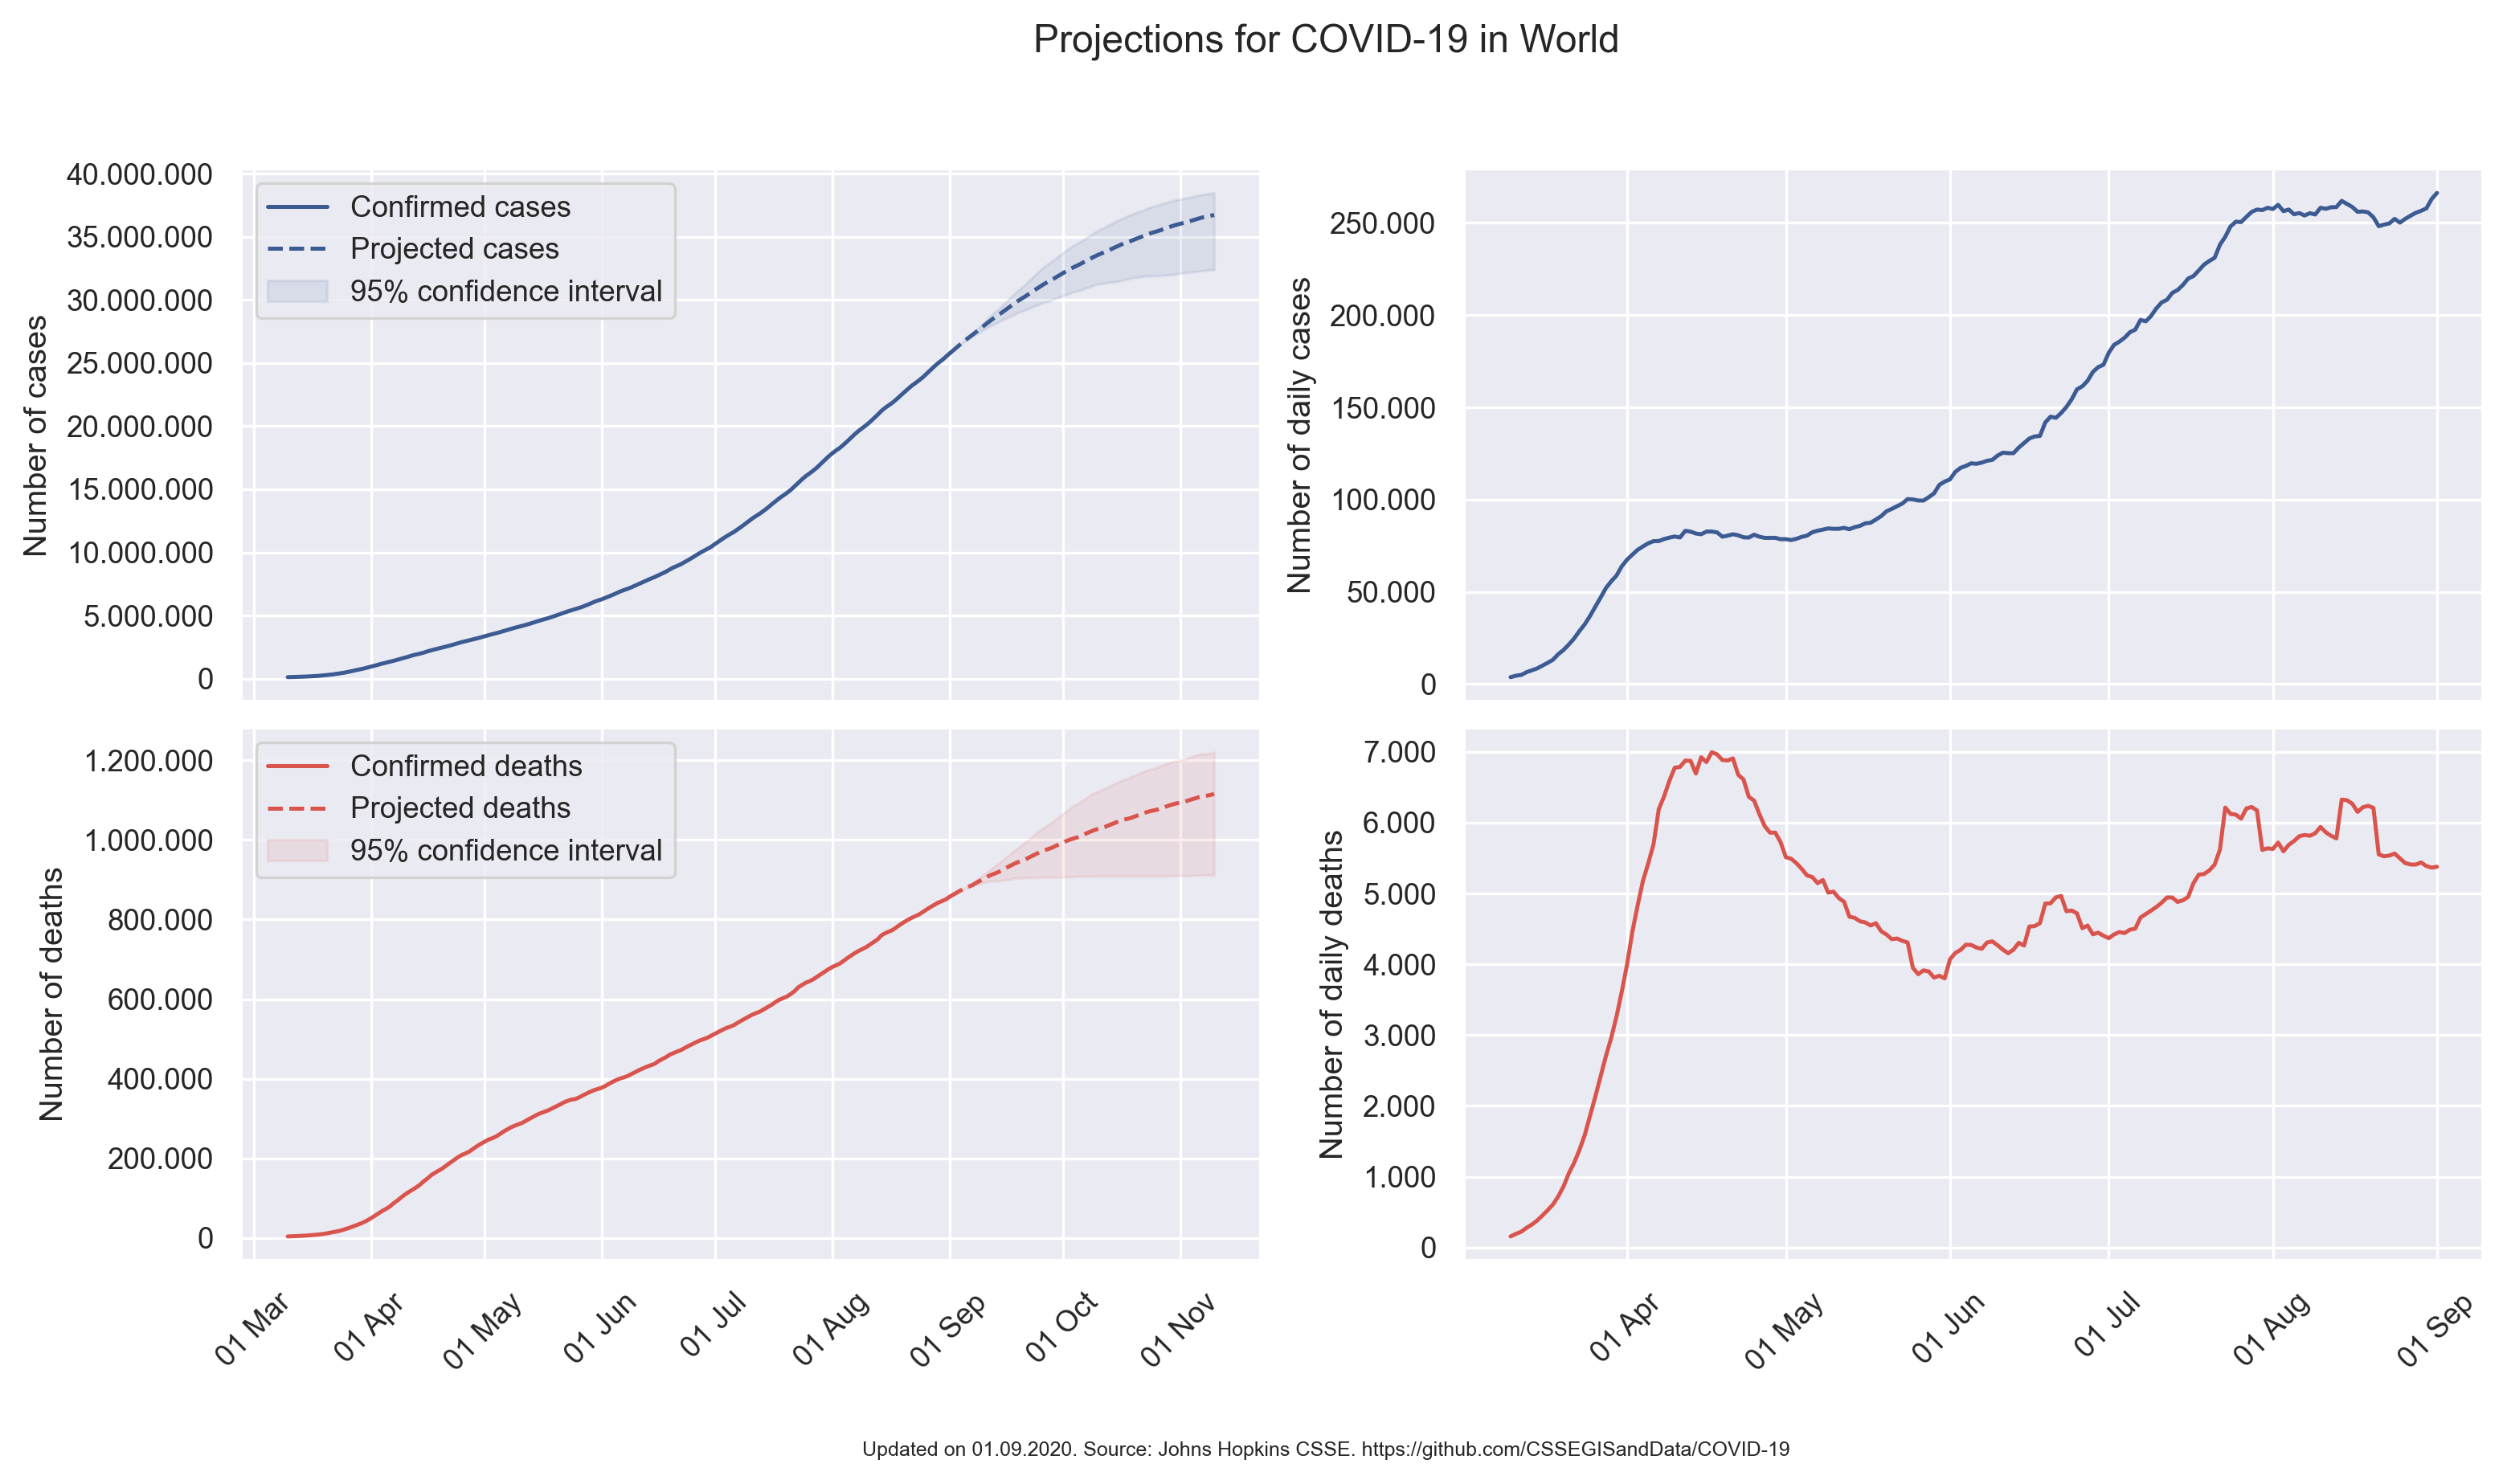 Projections for COVID-19 in World
40.000.000
35.000.000
30.000.000
25.000.000
20.000.000
15.000.000
10.000.000
5.000.000
0
Number of cases
Confirmed cases
Projected cases
95% confidence interval
250.000
200.000
150.000
100.000
50.000
0
Number of daily cases
1.200.000
1.000.000
800.000
600.000
400.000
200.000
0
Number of deaths
Confirmed deaths
Projected deaths
95% confidence interval
01 Mar
01 Apr
01 May
01 Jun
01 Jul
01 Aug
01 Sep
01 Oct
01 Nov
7.000
6.000
5.000
4.000
3.000
2.000
1.000
0
Number of daily deaths
01 Apr
01 May
01 Jun
01 Jul
01 Aug
01 Sep
Updated on 01.09.2020. Source: Johns Hopkins CSSE. https://github.com/CSSEGISandData/COVID-19